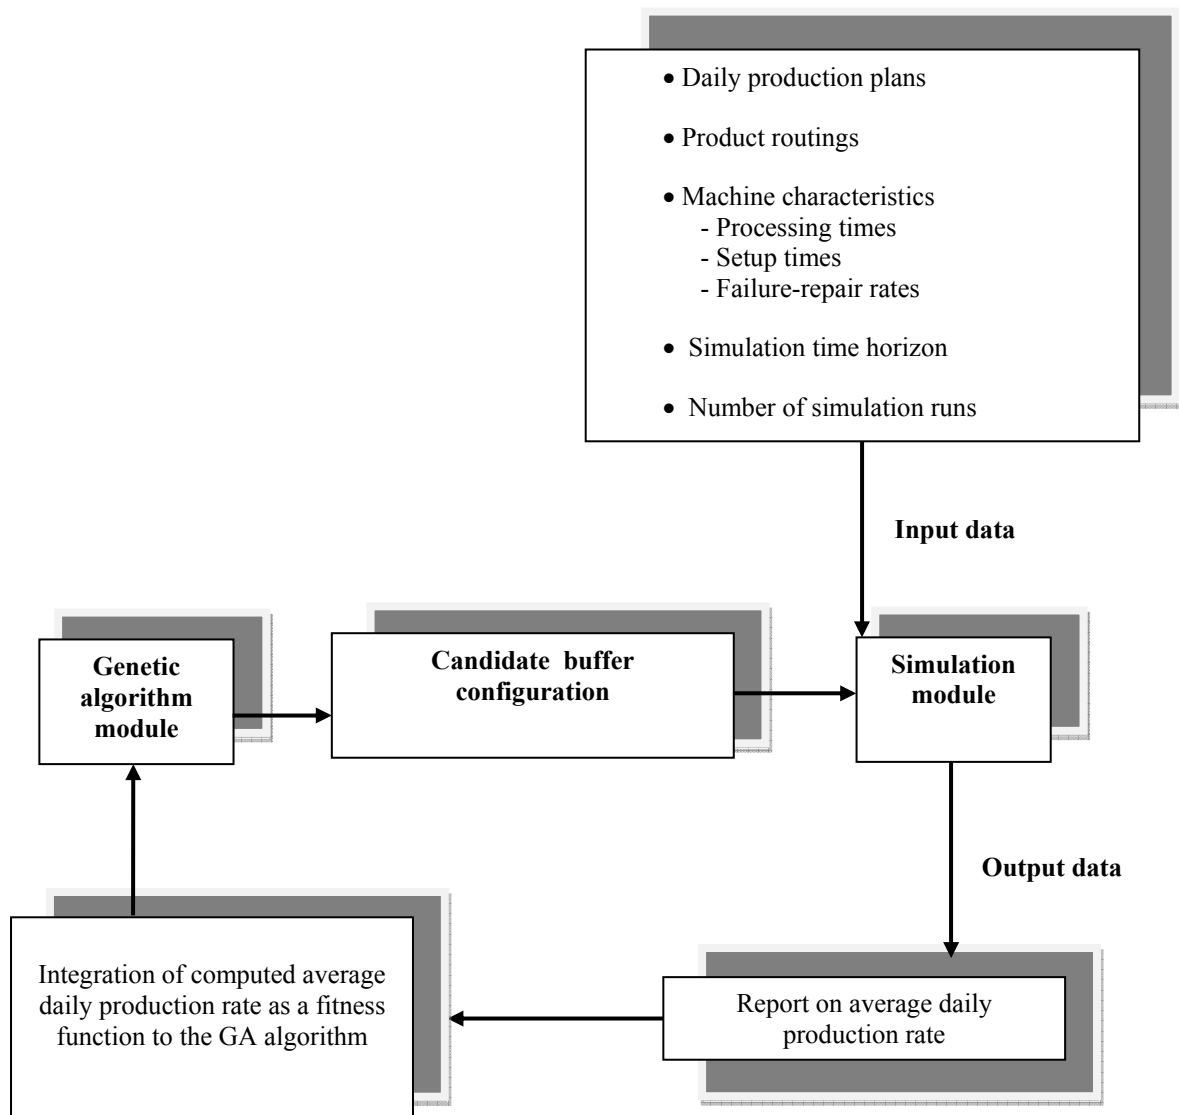 • Daily production plans
• Product routings
• Machine characteristics
- Processing times
- Setup times
- Failure-repair rates
• Simulation time horizon
• Number of simulation runs
Input data
Genetic
algorithm
module
Candidate buffer
configuration
Simulation
module
Output data
Integration of computed average
daily production rate as a fitness
function to the GA algorithm
Report on average daily
production rate